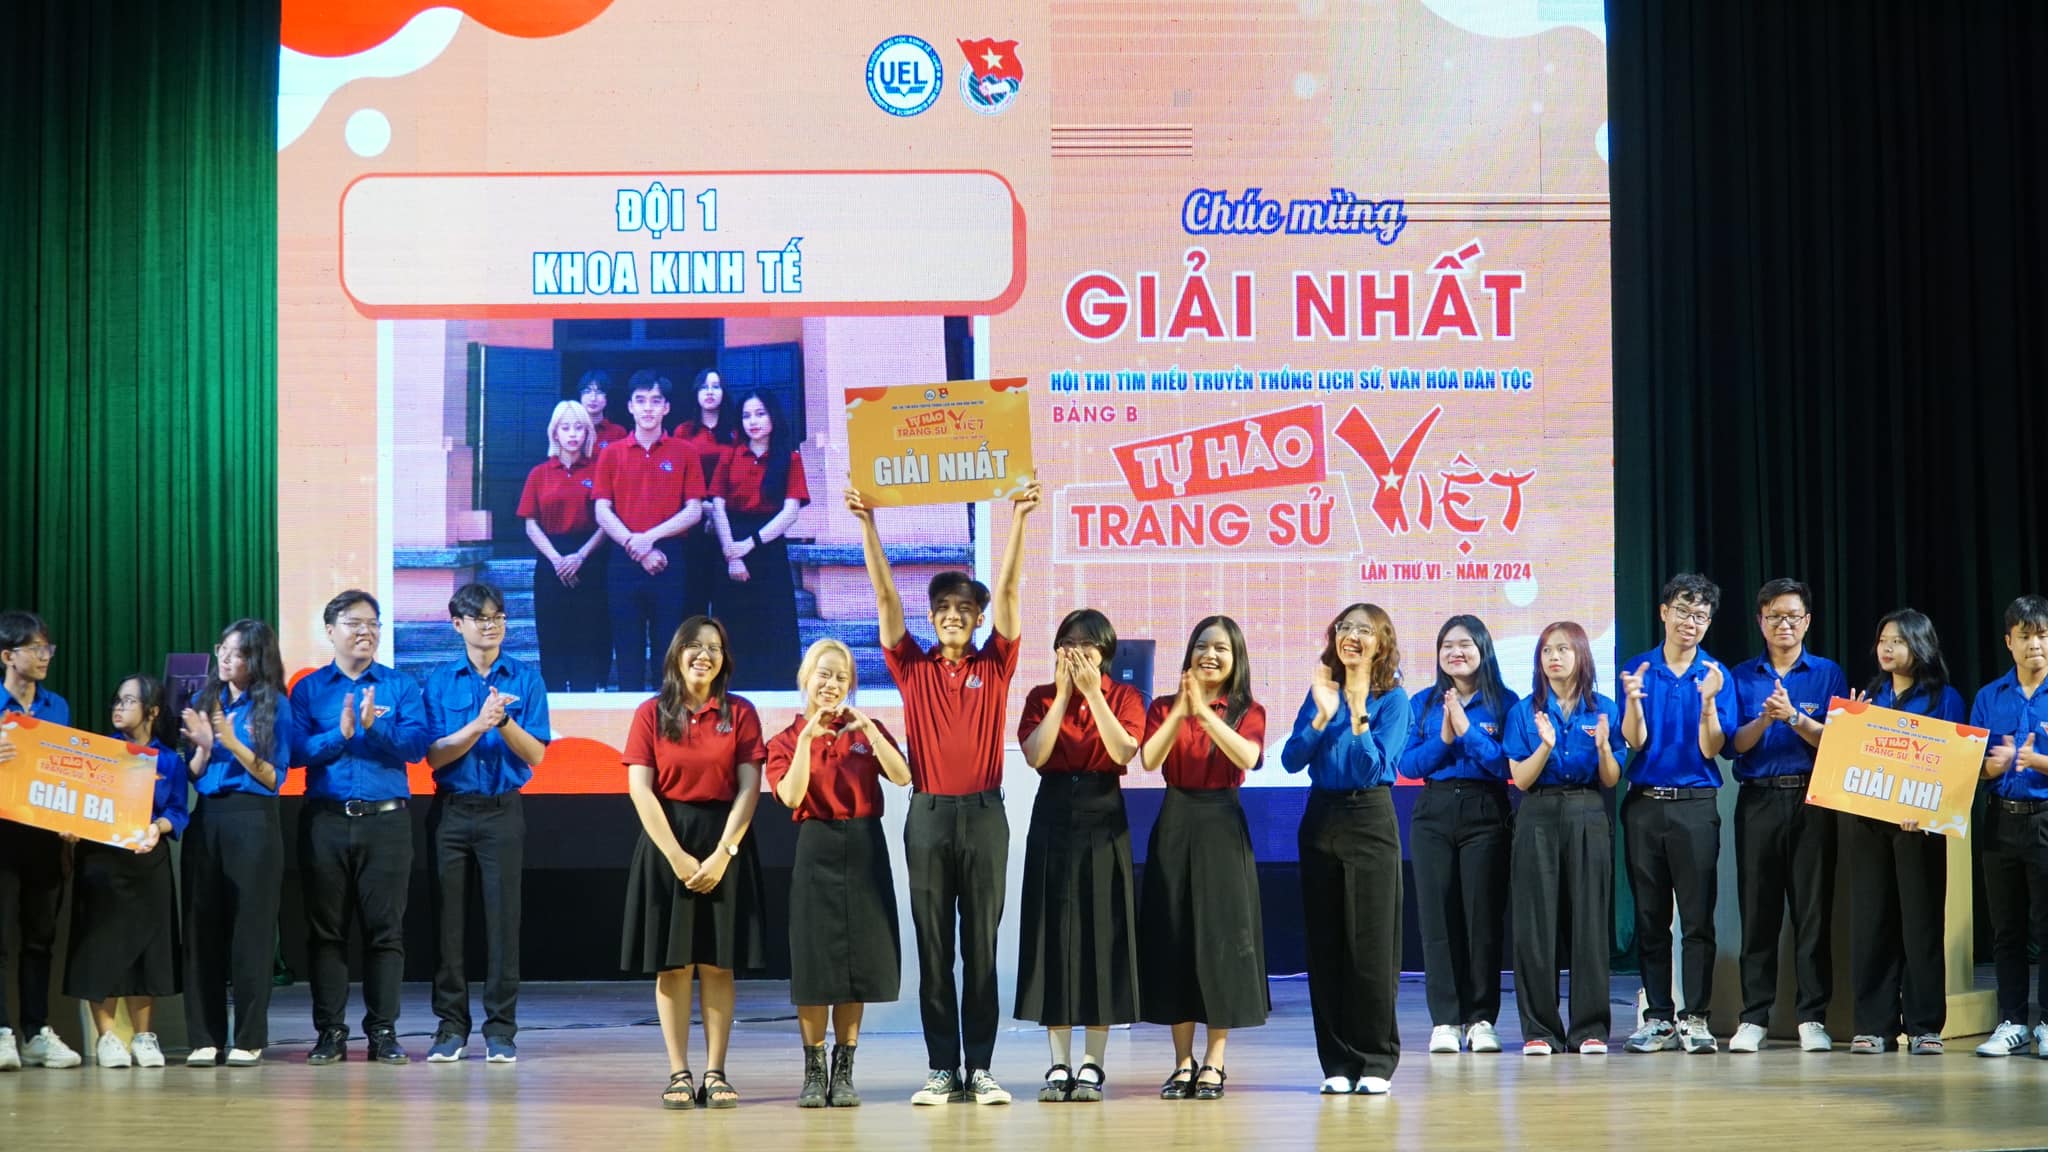 UEL
ĐỘI 1
KHOA KINH TẾ
Chúc mừng
GIẢI NHẤT
HỘI THI TÌM HIỂU TRUYỀN THỐNG LỊCH SỬ, VĂN HÓA DÂN TỘC
BẢNG B
TỰ HÀO
TRANG SỬ
VIỆT
LẦN THỨ VI - NĂM 2024
TỰ HÀO
TRANG SỬ VIỆT
GIẢI NHẤT
TỰ HÀO
TRANG SỬ VIỆT
GIẢI BA
TỰ HÀO
TRANG SỬ VIỆT
GIẢI NHÌ